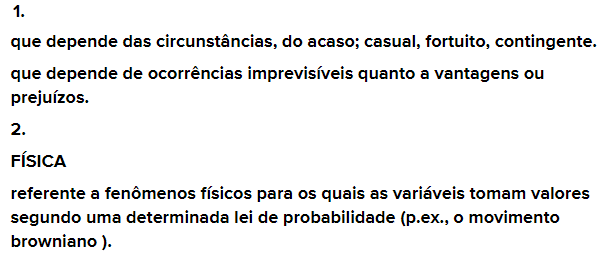 1.
que depende das circunstâncias, do acaso; casual, fortuito, contingente.
que depende de ocorrências imprevisíveis quanto a vantagens ou
prejuízos.
2.
FÍSICA
referente a fenômenos físicos para os quais as variáveis tomam valores
segundo uma determinada lei de probabilidade (p.ex., o movimento
browniano ).